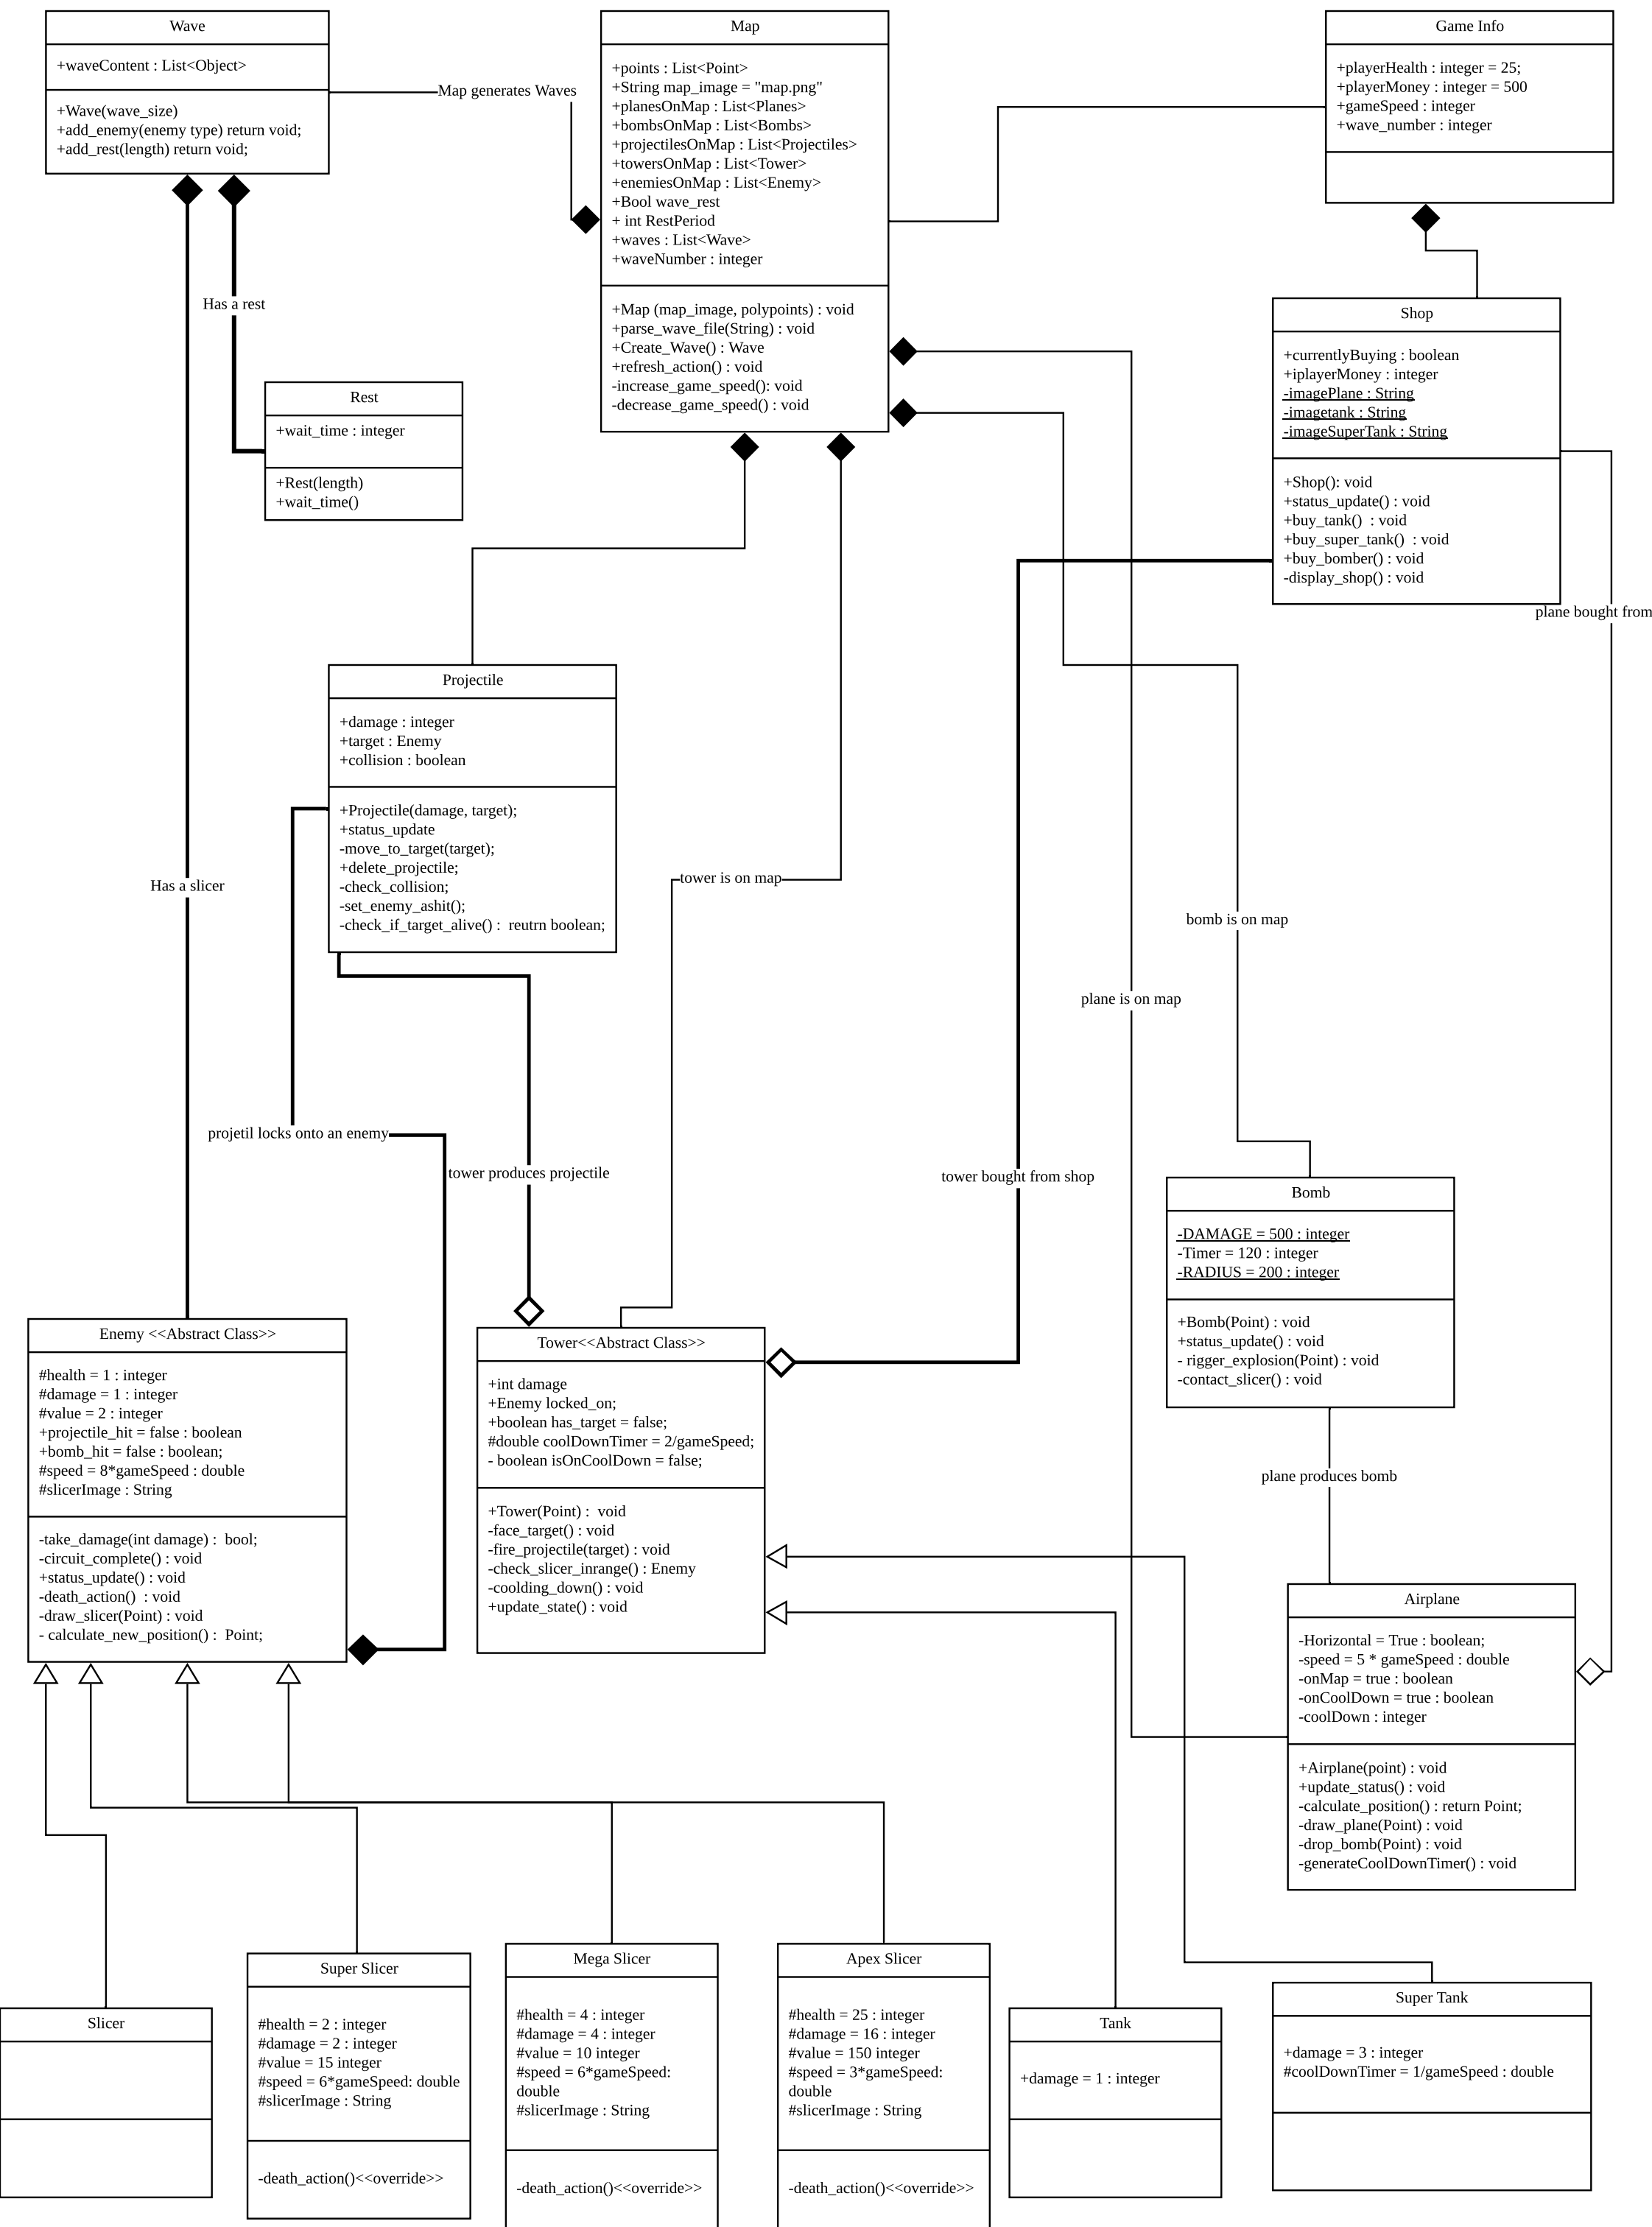 Wave
+waveContent : List<Object>
+Wave(wave_size)
+add_enemy(enemy type) return void;
+add_rest(length) return void;
Map generates Waves
Map
+points : List<Point>
+String map_image = "map.png"
+planesOnMap : List<Planes>
+bombsOnMap : List<Bombs>
+projectilesOnMap : List<Projectiles>
+towersOnMap : List<Tower>
+enemiesOnMap : List<Enemy>
+Bool wave_rest
+ int RestPeriod
+waves : List<Wave>
+waveNumber : integer
+Map (map_image, polypoints) : void
+parse_wave_file(String) : void
+Create_Wave() : Wave
+refresh_action() : void
-increase_game_speed(): void
-decrease_game_speed() : void
Game Info
+playerHealth : integer = 25;
+playerMoney : integer = 500
+gameSpeed : integer
+wave_number : integer
Has a rest
Shop
+currentlyBuying : boolean
+iplayerMoney : integer
-imagePlane : String
-imagetank : String
-imageSuperTank : String
+Shop(): void
+status_update() : void
+buy_tank()  : void
+buy_super_tank()  : void
+buy_bomber() : void
-display_shop() : void
Rest
+wait_time : integer
+Rest(length)
+wait_time()
plane bought from
Projectile
+damage : integer
+target : Enemy
+collision : boolean
+Projectile(damage, target);
+status_update
-move_to_target(target);
+delete_projectile;
-check_collision;
-set_enemy_ashit();
-check_if_target_alive() :  reutrn boolean;
Has a slicer
tower is on map
bomb is on map
plane is on map
projetil locks onto an enemy
tower produces projectile
tower bought from shop
Bomb
-DAMAGE = 500 : integer
-Timer = 120 : integer
-RADIUS = 200 : integer
+Bomb(Point) : void
+status_update() : void
- rigger_explosion(Point) : void
-contact_slicer() : void
Enemy <<Abstract Class>>
#health = 1 : integer
#damage = 1 : integer
#value = 2 : integer
+projectile_hit = false : boolean
+bomb_hit = false : boolean;
#speed = 8*gameSpeed : double
#slicerImage : String
-take_damage(int damage) :  bool;
-circuit_complete() : void
+status_update() : void
-death_action()  : void
-draw_slicer(Point) : void
- calculate_new_position() :  Point;
Tower<<Abstract Class>>
+int damage
+Enemy locked_on;
+boolean has_target = false;
#double coolDownTimer = 2/gameSpeed;
- boolean isOnCoolDown = false;
+Tower(Point) :  void
-face_target() : void
-fire_projectile(target) : void
-check_slicer_inrange() : Enemy
-coolding_down() : void
+update_state() : void
plane produces bomb
Airplane
-Horizontal = True : boolean;
-speed = 5 * gameSpeed : double
-onMap = true : boolean
-onCoolDown = true : boolean
-coolDown : integer
+Airplane(point) : void
+update_status() : void
-calculate_position() : return Point;
-draw_plane(Point) : void
-drop_bomb(Point) : void
-generateCoolDownTimer() : void
Slicer
Super Slicer
#health = 2 : integer
#damage = 2 : integer
#value = 15 integer
#speed = 6*gameSpeed: double
#slicerImage : String
-death_action()<<override>>
Mega Slicer
#health = 4 : integer
#damage = 4 : integer
#value = 10 integer
#speed = 6*gameSpeed:
double
#slicerImage : String
-death_action()<<override>>
Apex Slicer
#health = 25 : integer
#damage = 16 : integer
#value = 150 integer
#speed = 3*gameSpeed:
double
#slicerImage : String
-death_action()<<override>>
Tank
+damage = 1 : integer
Super Tank
+damage = 3 : integer
#coolDownTimer = 1/gameSpeed : double